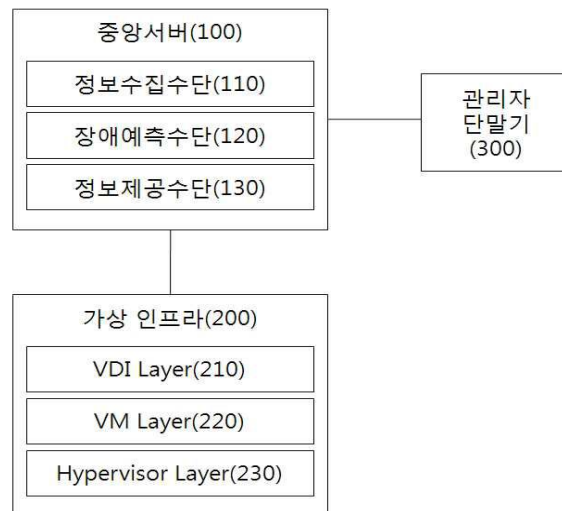 중앙서버(100)
정보수집수단(110)
장애예측수단(120)
정보제공수단(130)
관리자
단말기
(300)
가상 인프라(200)
VDI Layer(210)
VM Layer(220)
Hypervisor Layer(230)